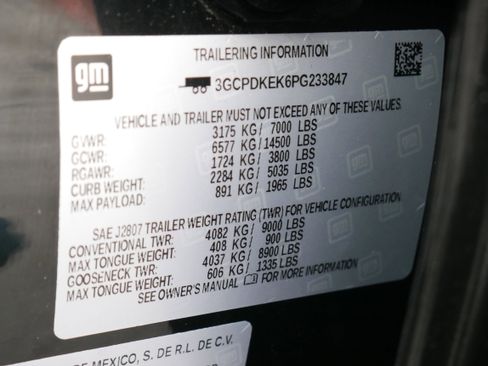 gm
TRAILERING INFORMATION
3GCPDKEK6PG233847
VEHICLE AND TRAILER MUST NOT EXCEED ANY OF THESE VALUES.
GVWR: 3175 KG/ 7000 LBS
GCWR: 6577 KG/14500 LBS
RGAWR: 1724 KG/ 3800 LBS
CURB WEIGHT: 2284 KG/ 5035 LBS
MAX PAYLOAD: 891 KG/ 1965 LBS
SAE J2807 TRAILER WEIGHT RATING (TWR) FOR VEHICLE CONFIGURATION
CONVENTIONAL TWR: 4082 KG/ 9000 LBS
MAX TONGUE WEIGHT: 408 KG/ 900 LBS
GOOSENECK TWR: 4037 KG/ 8900 LBS
MAX TONGUE WEIGHT: 606 KG/ 1335 LBS
SEE OWNER'S MANUAL FOR MORE INFORMATION
DE MEXICO, S. DE R.L. DE C.V.